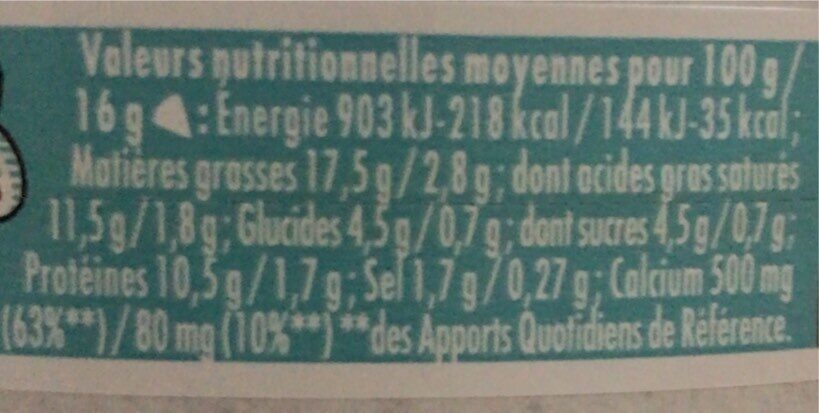 Valeurs nutritionnelles moyennes pour 100 g /
16 g : Énergie 903 kJ-218 kcal / 144 kJ-35 kcal ;
Matières grasses 17,5 g / 2,8 g ; dont acides gras saturés
11,5 g / 1,8 g ; Glucides 4,5 g / 0,7 g ; dont sucres 4,5 g / 0,7 g ;
Protéines 10,5 g / 1,7 g ; Sel 1,7 g / 0,27 g ; Calcium 500 mg
(63%**) / 80 mg (10%**) **des Apports Quotidiens de Référence.